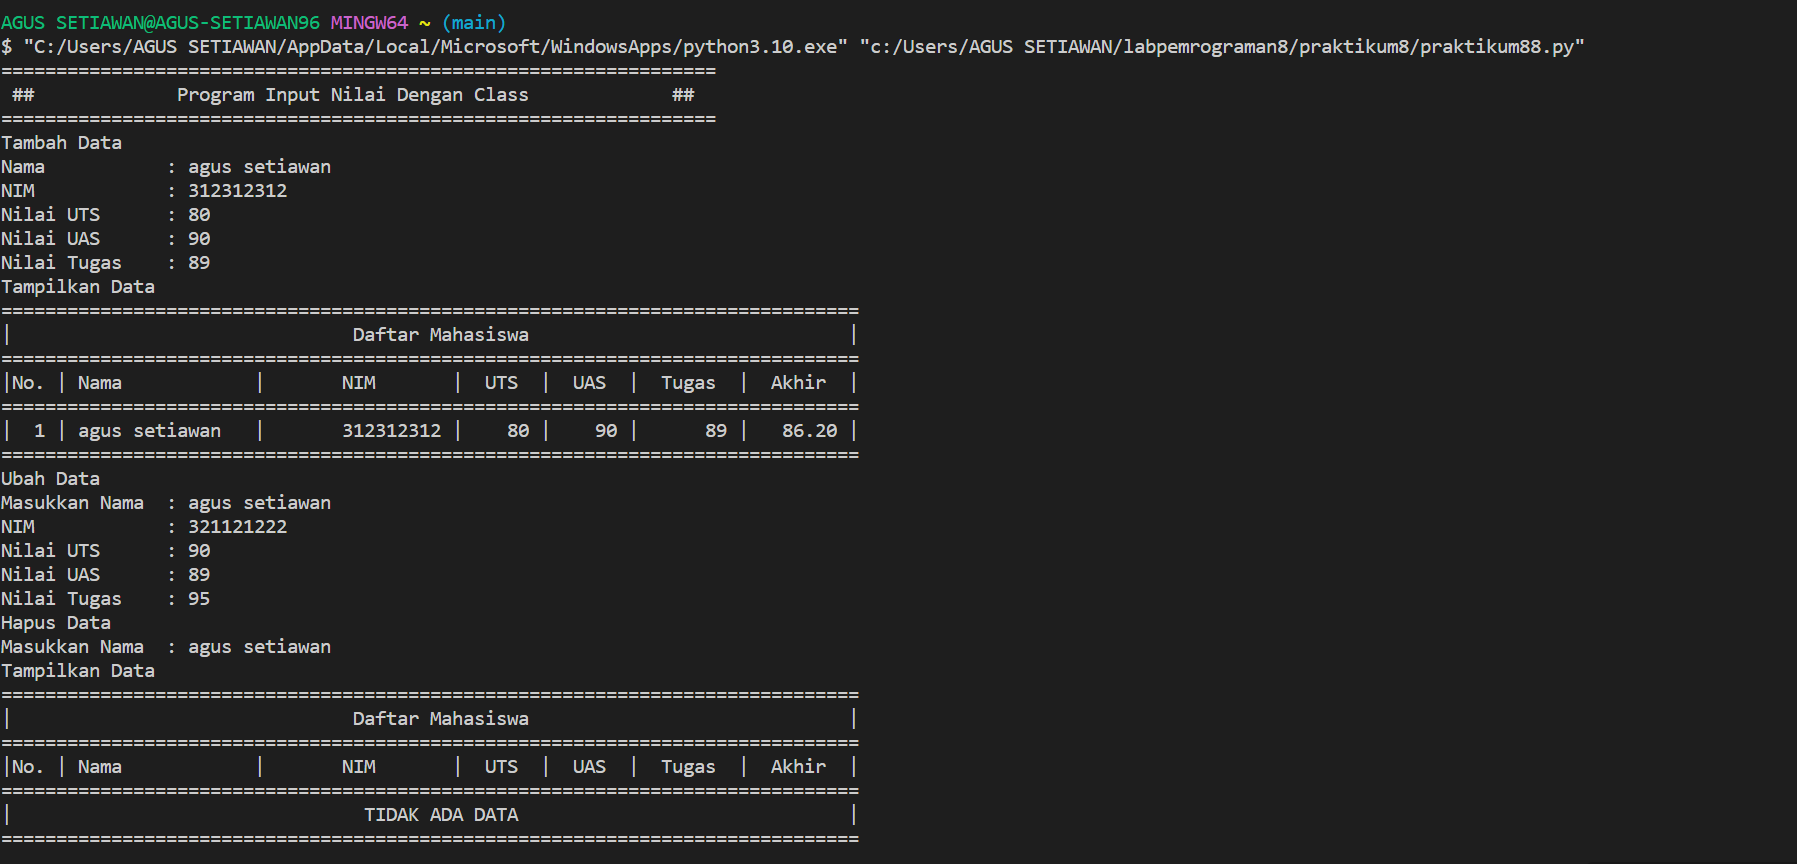 AGUS SETIAWAN@AGUS-SETIAWAN96 MINGW64 ~ (main)
$ "C:/Users/AGUS SETIAWAN/AppData/Local/Microsoft/WindowsApps/python3.10.exe" "c:/Users/AGUS SETIAWAN/labpemrograman8/praktikum8/praktikum88.py"
=================================================================
 ##             Program Input Nilai Dengan Class             ##
=================================================================
Tambah Data
Nama           : agus setiawan
NIM            : 312312312
Nilai UTS      : 80
Nilai UAS      : 90
Nilai Tugas    : 89
Tampilkan Data
==============================================================================
|                               Daftar Mahasiswa                             |
==============================================================================
|No. | Nama            |       NIM       |  UTS  |  UAS  |  Tugas  |  Akhir  |
==============================================================================
|  1 | agus setiawan   |       312312312 |    80 |    90 |      89 |   86.20 |
==============================================================================
Ubah Data
Masukkan Nama  : agus setiawan
NIM            : 321121222
Nilai UTS      : 90
Nilai UAS      : 89
Nilai Tugas    : 95
Hapus Data
Masukkan Nama  : agus setiawan
Tampilkan Data
==============================================================================
|                               Daftar Mahasiswa                             |
==============================================================================
|No. | Nama            |       NIM       |  UTS  |  UAS  |  Tugas  |  Akhir  |
==============================================================================
|                                TIDAK ADA DATA                              |
==============================================================================